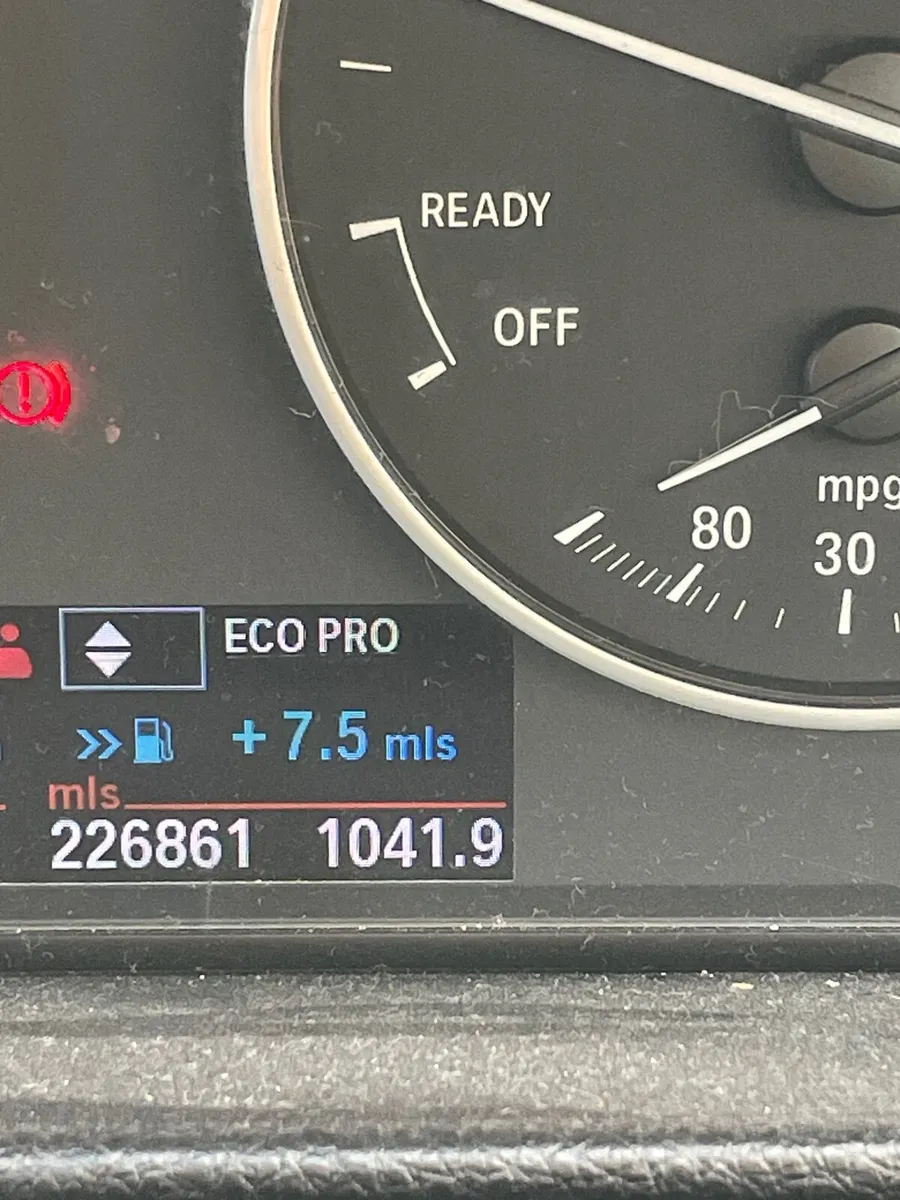 READY
OFF
mpg
80
30
ECO PRO
+ 7.5 mls
mls
226861 1041.9